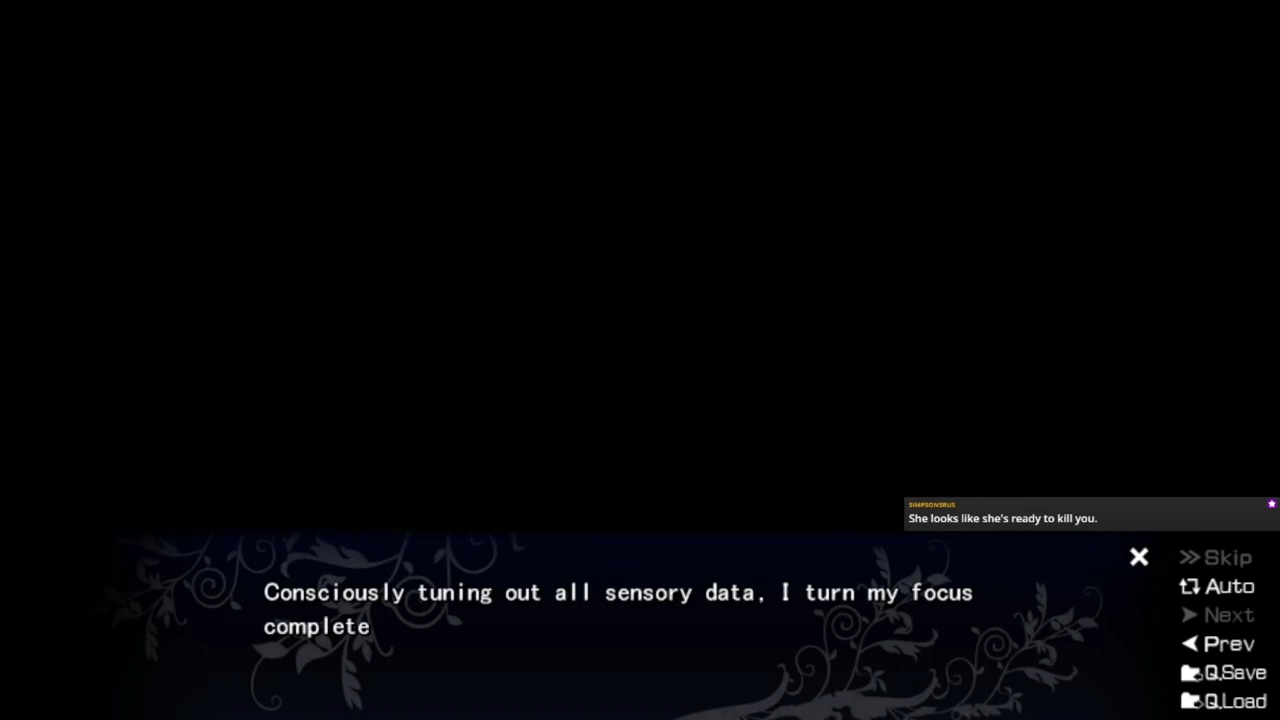 SIMPSONSRUS
She looks like she's ready to kill you.
Consciously tuning out all sensory data, I turn my focus
complete
Skip
Auto
Next
Prev
Q.Save
Q.Load